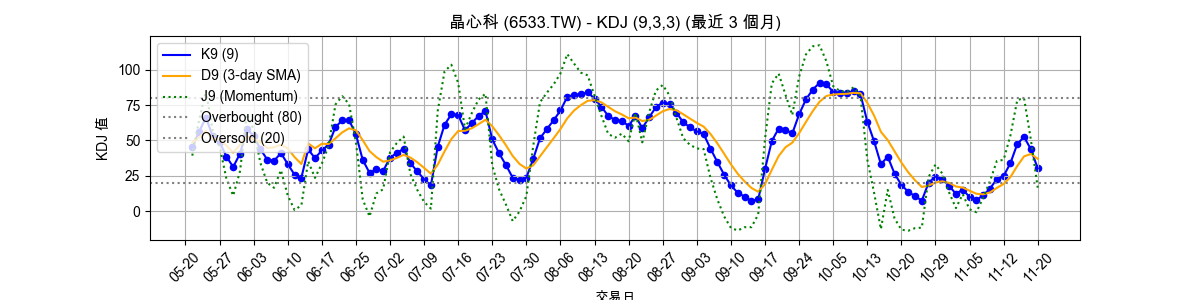 晶心科 (6533.TW) - KDJ (9,3,3) (最近 3 個月)
KDJ 值
100
75
50
25
0
K9 (9)
D9 (3-day SMA)
J9 (Momentum)
Overbought (80)
Oversold (20)
05-20 05-27 06-03 06-10 06-17 06-25 07-02 07-09 07-16 07-23 07-30 08-06 08-13 08-20 08-27 09-03 09-10 09-17 09-24 10-05 10-13 10-20 10-29 11-05 11-12 11-20
交易日